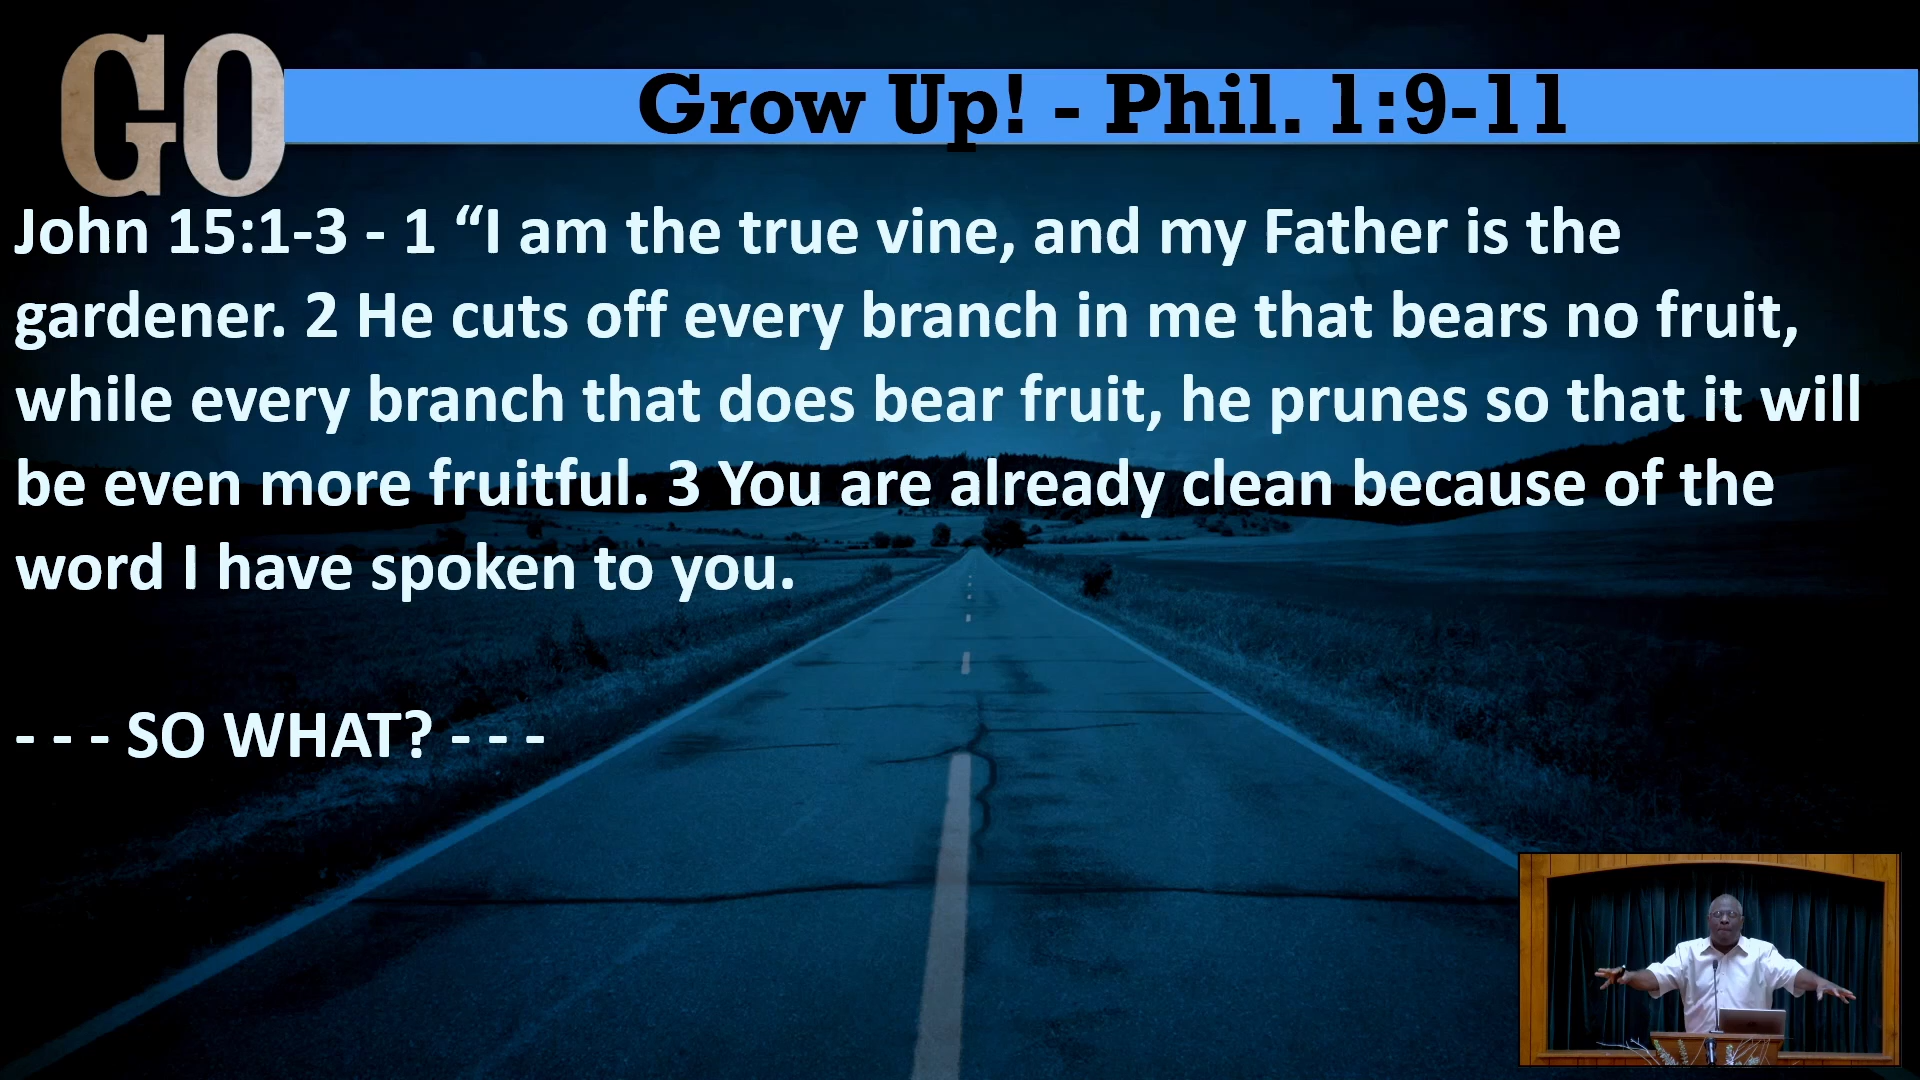 GO
Grow Up! - Phil. 1:9-11
John 15:1-3 - 1 “I am the true vine, and my Father is the
gardener. 2 He cuts off every branch in me that bears no fruit,
while every branch that does bear fruit, he prunes so that it will
be even more fruitful. 3 You are already clean because of the
word I have spoken to you.
- - - SO WHAT? - - -